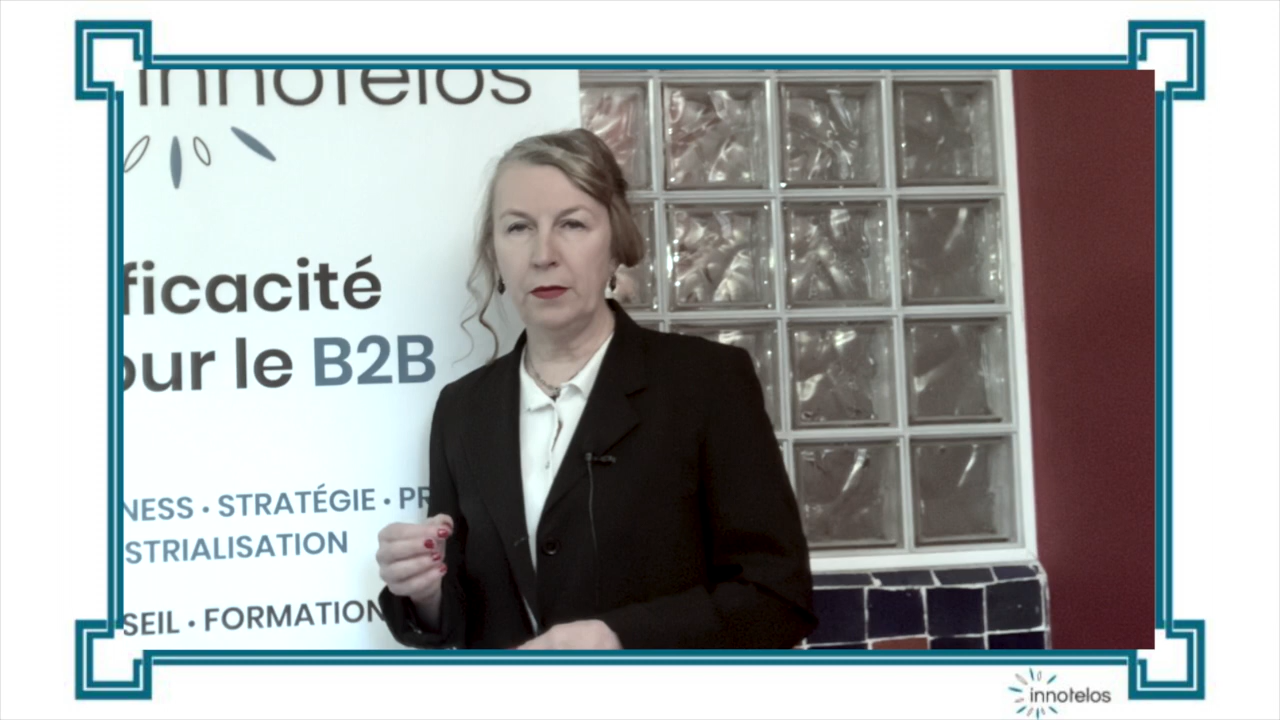 innotelos
ficacité
our le B2B
NESS • STRATÉGIE • PR
STRIALISATION
SEIL • FORMATION
innotelos